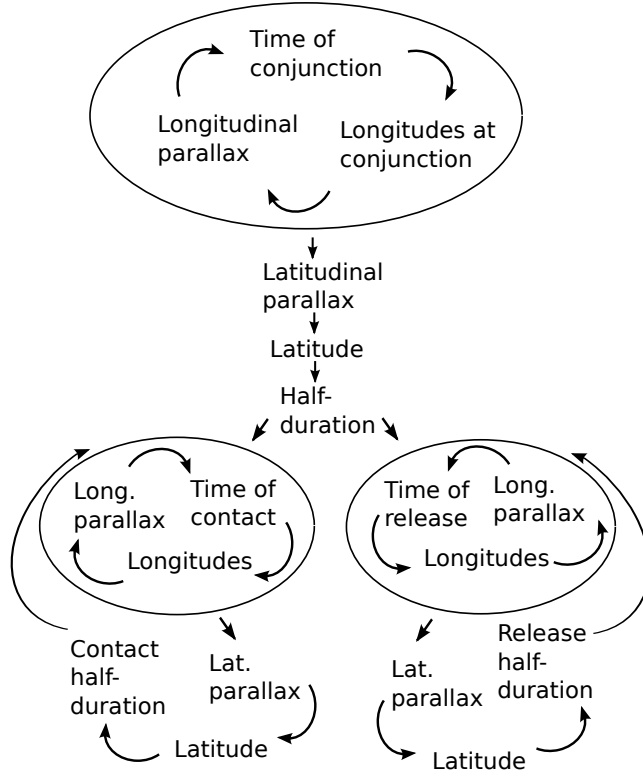 Time of
conjunction
Longitudinal
parallax
Longitudes at
conjunction
Latitudinal
parallax
Latitude
Half-
duration
Long.
parallax
Time of
contact
Longitudes
Time of
release
Long.
parallax
Longitudes
Contact
half-
duration
Lat.
parallax
Latitude
Lat.
parallax
Release
half-
duration
Latitude